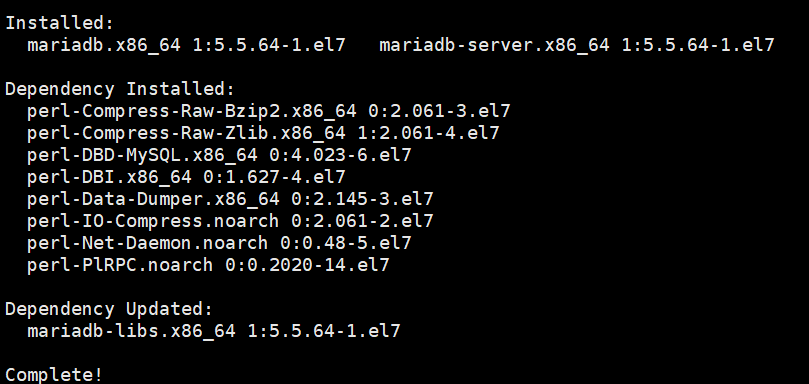 Installed:
  mariadb.x86_64 1:5.5.64-1.el7   mariadb-server.x86_64 1:5.5.64-1.el7

Dependency Installed:
  perl-Compress-Raw-Bzip2.x86_64 0:2.061-3.el7
  perl-Compress-Raw-Zlib.x86_64 1:2.061-4.el7
  perl-DBD-MySQL.x86_64 0:4.023-6.el7
  perl-DBI.x86_64 0:1.627-4.el7
  perl-Data-Dumper.x86_64 0:2.145-3.el7
  perl-IO-Compress.noarch 0:2.061-2.el7
  perl-Net-Daemon.noarch 0:0.48-5.el7
  perl-PlRPC.noarch 0:0.2020-14.el7

Dependency Updated:
  mariadb-libs.x86_64 1:5.5.64-1.el7

Complete!